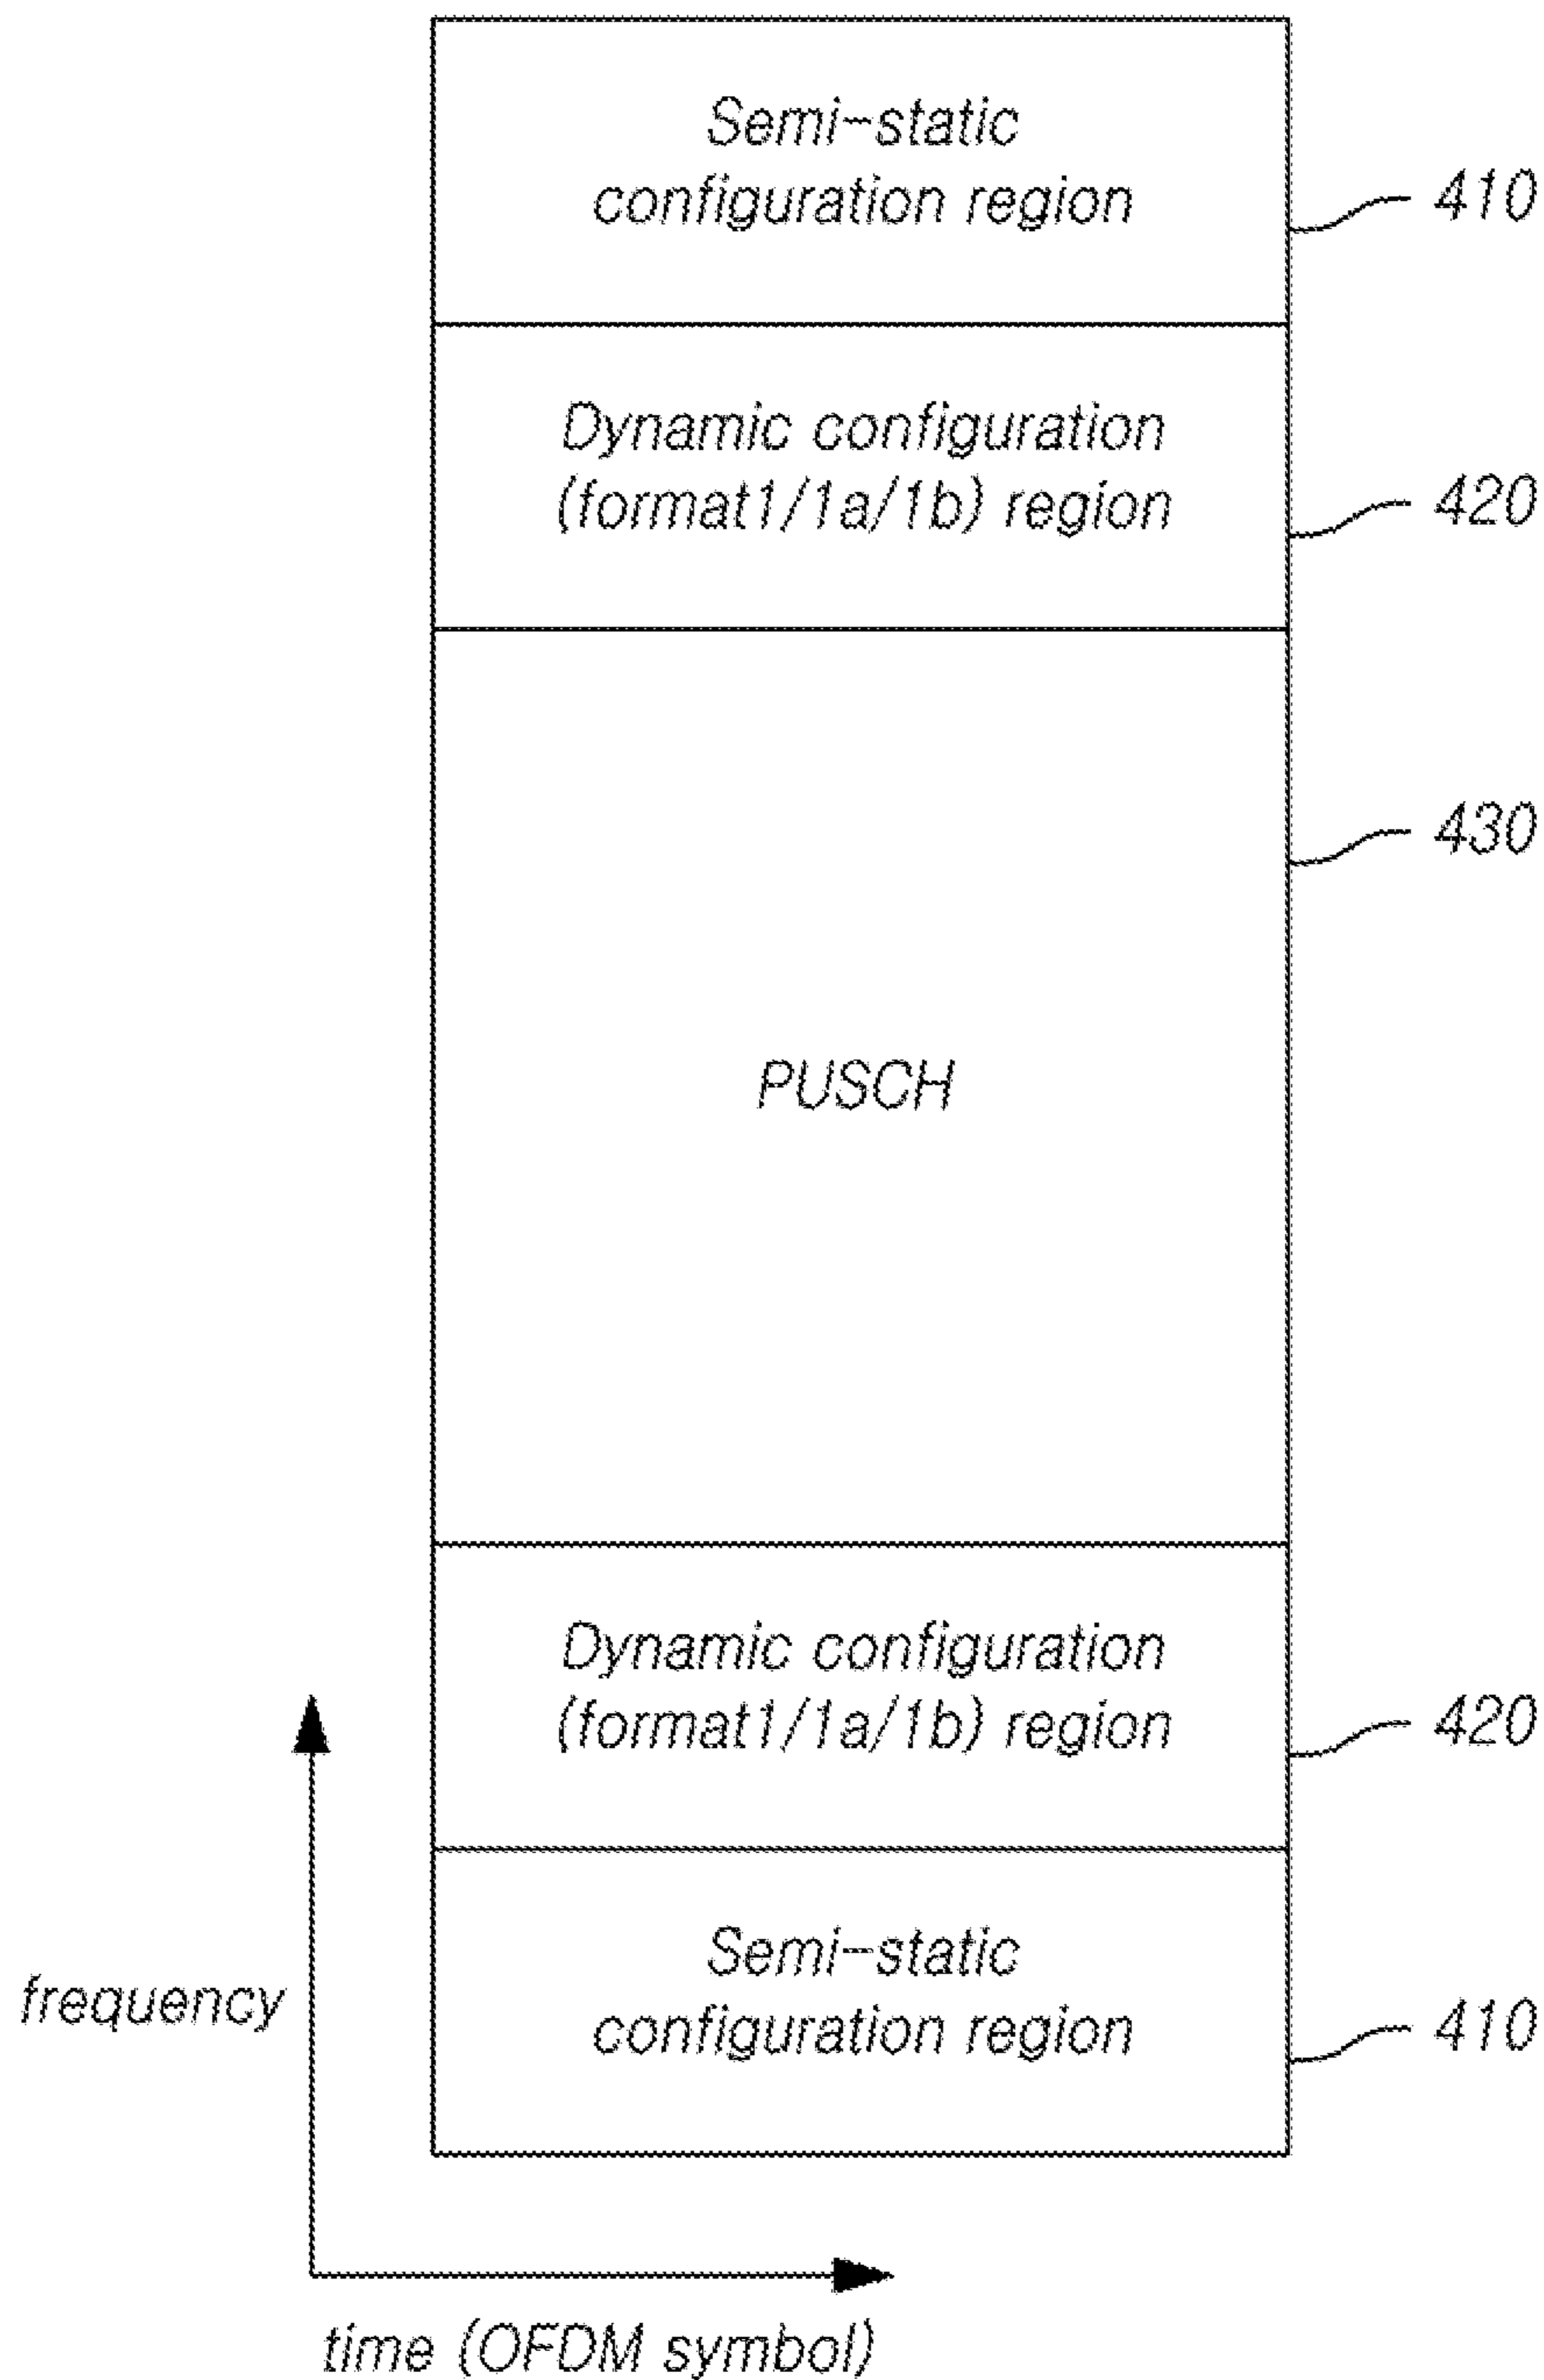 Semi-static
configuration region
410
Dynamic configuration
(format1/1a/1b) region
420
430
PUSCH
Dynamic configuration
(format1/1a/1b) region
420
Semi-static
configuration region
410
frequency
time (OFDM symbol)